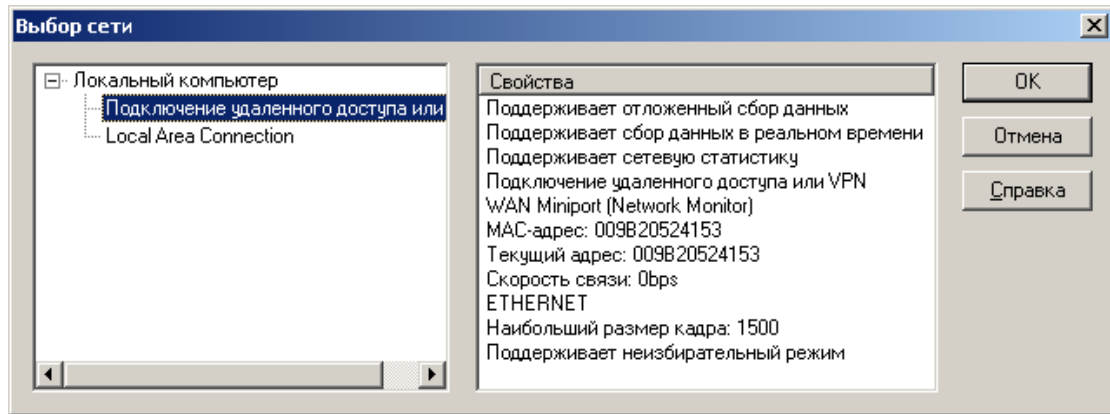 Выбор сети
Локальный компьютер
Подключение удаленного доступа или
Local Area Connection
Свойства
Поддерживает отложенный сбор данных
Поддерживает сбор данных в реальном времени
Поддерживает сетевую статистику
Подключение удаленного доступа или VPN
WAN Miniport (Network Monitor)
МАС-адрес: 009B20524153
Текущий адрес: 009B20524153
Скорость связи: 0bps
ETHERNET
Наибольший размер кадра: 1500
Поддерживает неизбирательный режим
OK
Отмена
Справка